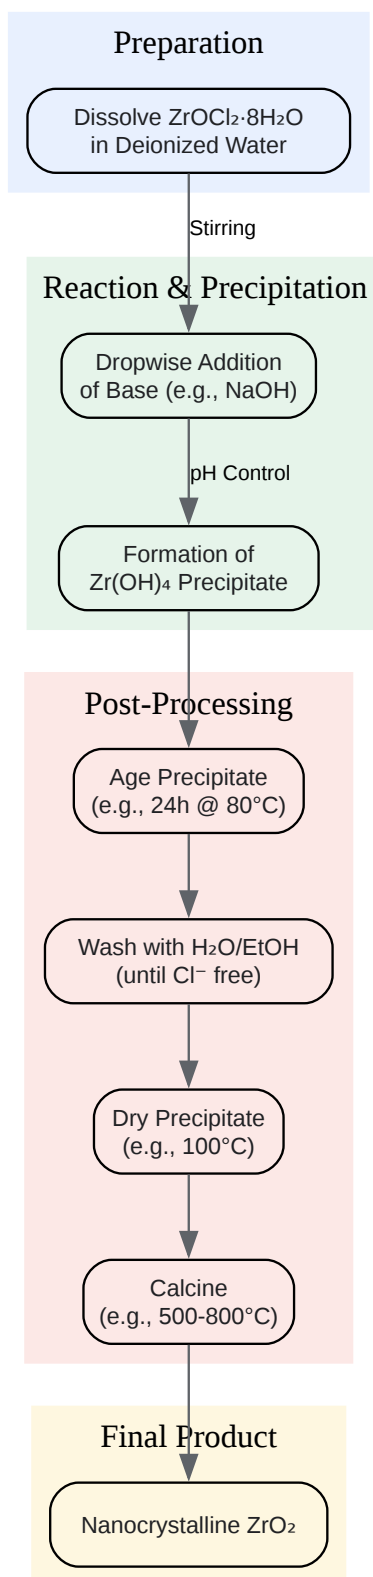 Preparation
Dissolve ZrOCl₂·8H₂O
in Deionized Water
Stirring
Reaction & Precipitation
Dropwise Addition
of Base (e.g., NaOH)
pH Control
Formation of
Zr(OH)₄ Precipitate
Post-Processing
Age Precipitate
(e.g., 24h @ 80°C)
Wash with H₂O/EtOH
(until Cl⁻ free)
Dry Precipitate
(e.g., 100°C)
Calcine
(e.g., 500-800°C)
Final Product
Nanocrystalline ZrO₂